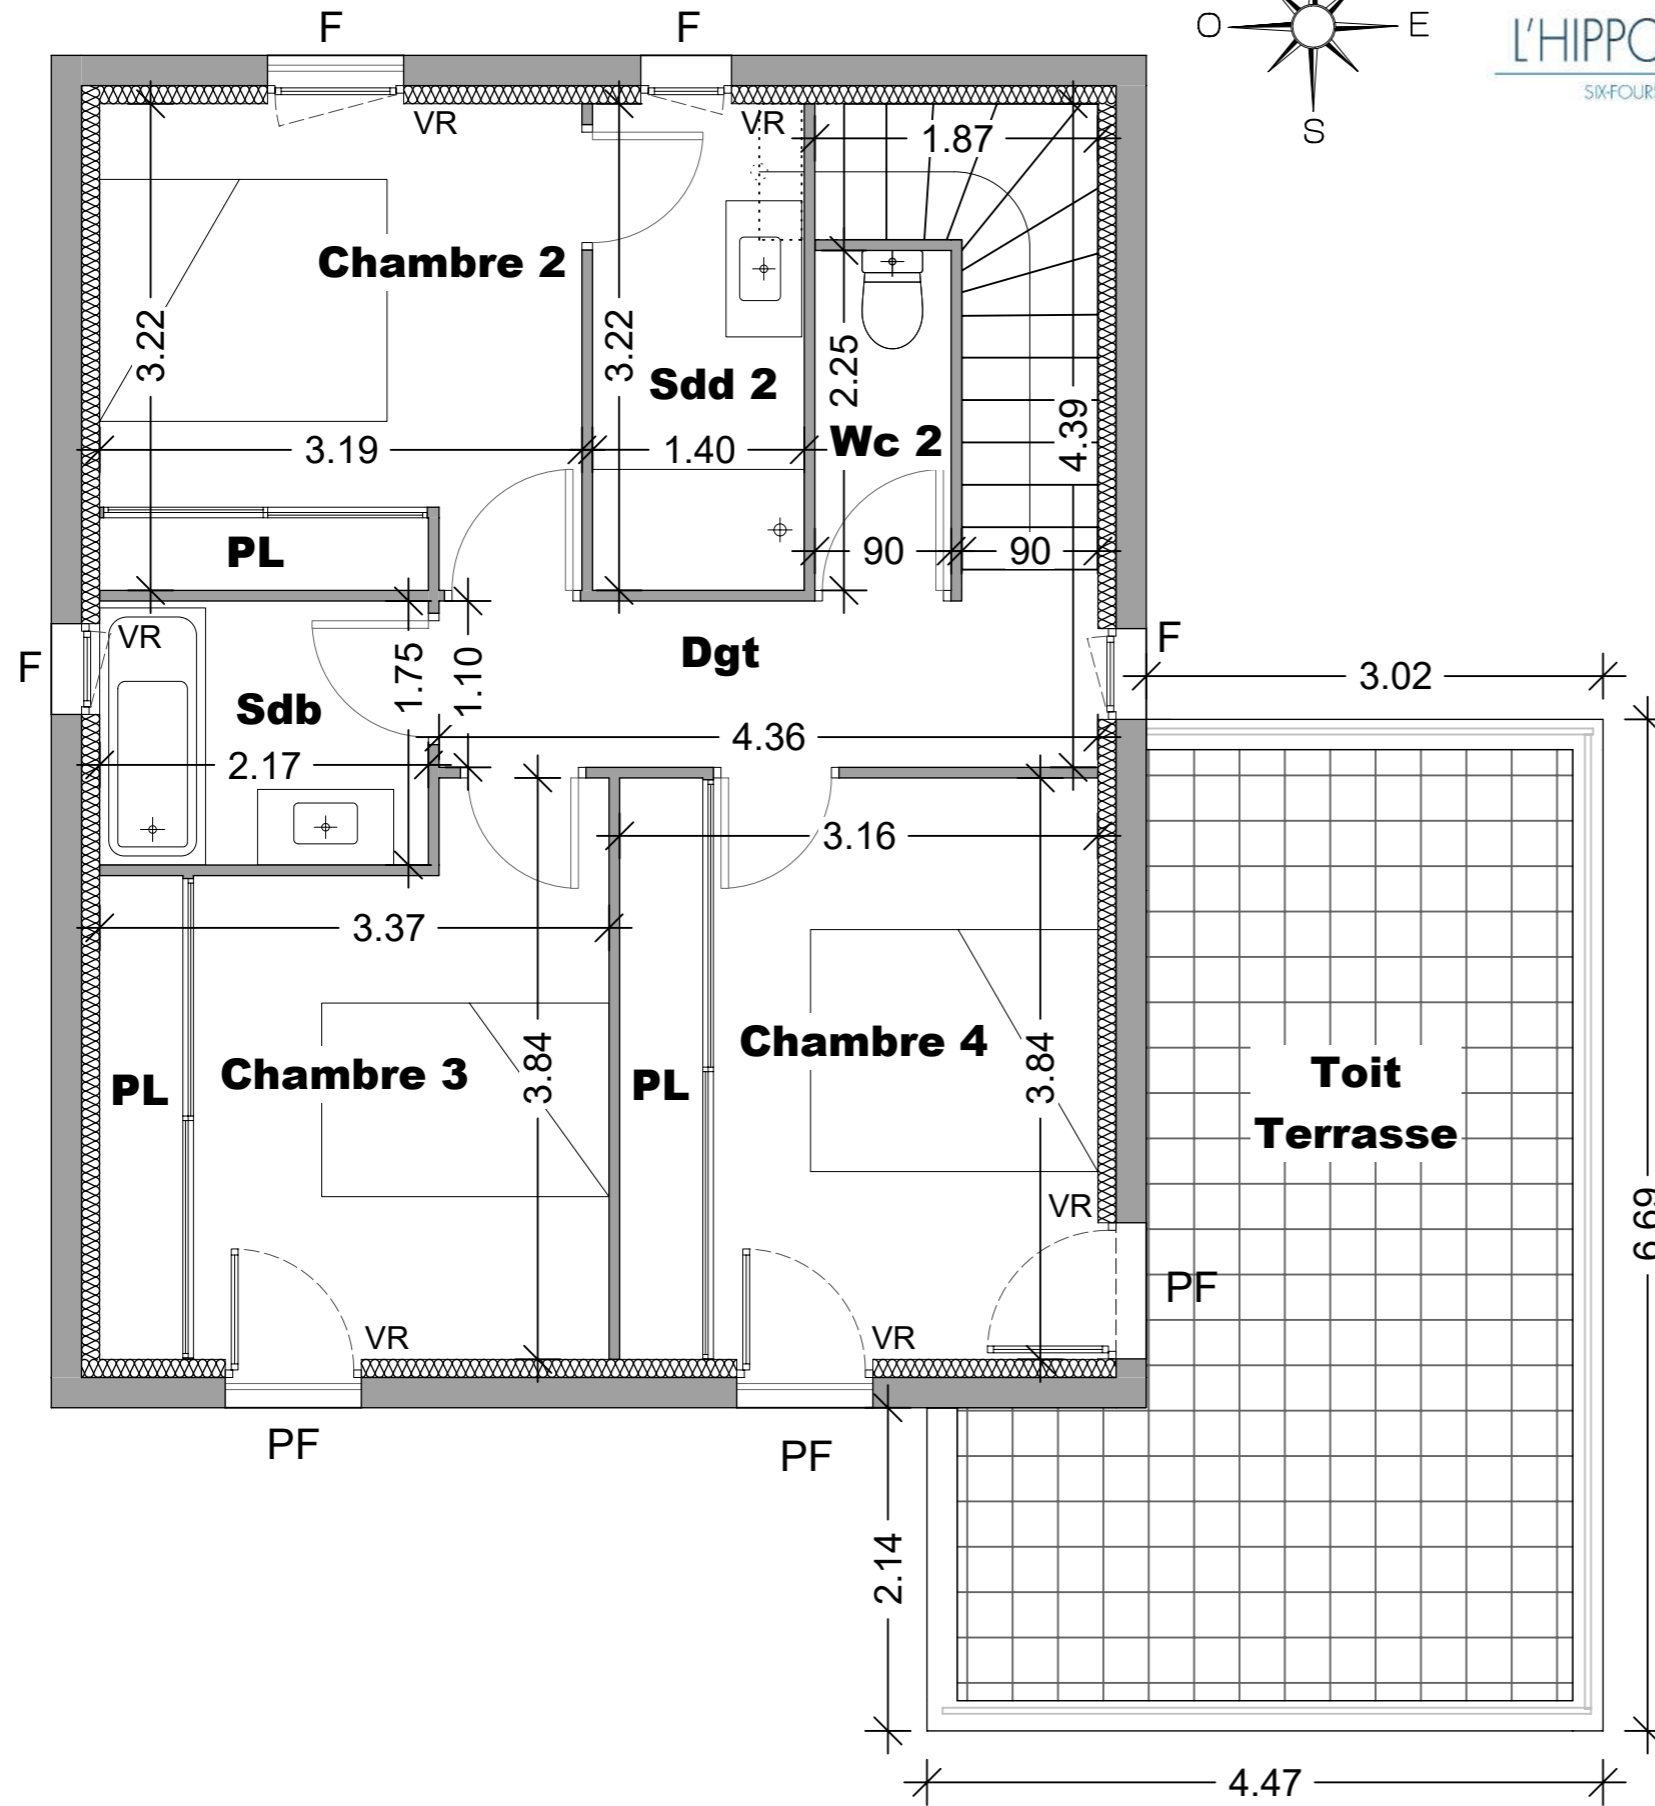 F
F
O
E
S
L'HIPPO
SIX-FOURS
VR
VR
1.87
Chambre 2
3.22
3.22
Sdd 2
2.25
Wc 2
4.39
3.19
1.40
PL
90
90
F
VR
Sdb
1.75
1.10
Dgt
F
3.02
2.17
4.36
3.16
3.37
Chambre 3
PL
3.84
PL
Chambre 4
3.84
Toit
Terrasse
VR
6.69
PF
VR
VR
PF
PF
2.14
4.47